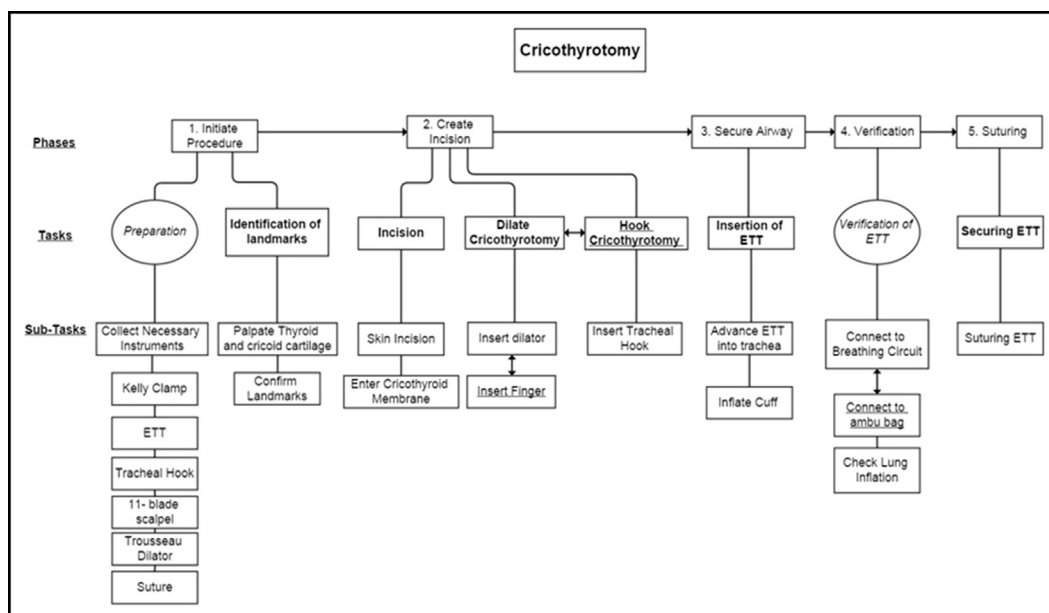 Cricothyrotomy
Phases
1. Initiate
Procedure
2. Create
Incision
3. Secure Airway
4. Verification
5. Suturing
Tasks
Preparation
Identification of
landmarks
Incision
Dilate
Cricothyrotomy
Hook
Cricothyrotomy
Insertion of
ETT
Verification of
ETT
Securing ETT
Sub-Tasks
Collect Necessary
Instruments
Palpate Thyroid
and cricoid cartilage
Skin Incision
Insert dilator
Insert Tracheal
Hook
Advance ETT
into trachea
Connect to
Breathing Circuit
Suturing ETT
Kelly Clamp
Confirm
Landmarks
Enter Cricothyroid
Membrane
Insert Finger
Inflate Cuff
Connect to
ambu bag
ETT
Tracheal Hook
Check Lung
Inflation
11- blade
scalpel
Trousseau
Dilator
Suture